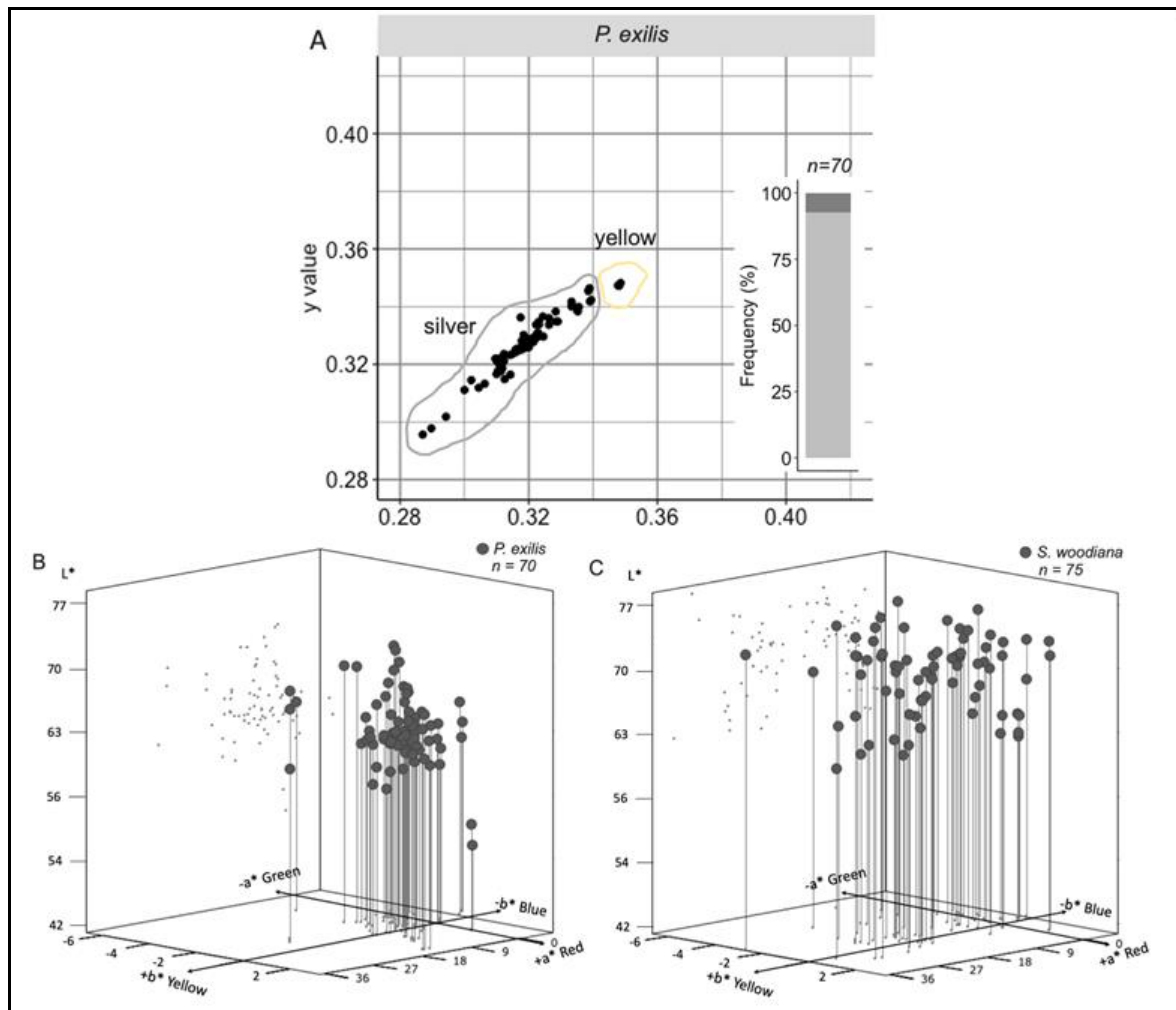 A
P. exilis
n=70
0.40
0.36
0.32
0.28
y value
silver
yellow
Frequency (%)
100
75
50
25
0
0.28 0.32 0.36 0.40
B
L*
P. exilis
n = 70
77
70
63
56
54
42
-a* Green
-b* Blue
+b* Yellow
+a* Red
-6 -4 -2 2
36 27 18 9 0
C
L*
S. woodiana
n = 75
77
70
63
56
54
42
-a* Green
-b* Blue
+b* Yellow
+a* Red
-6 -4 -2 2
36 27 18 9 0